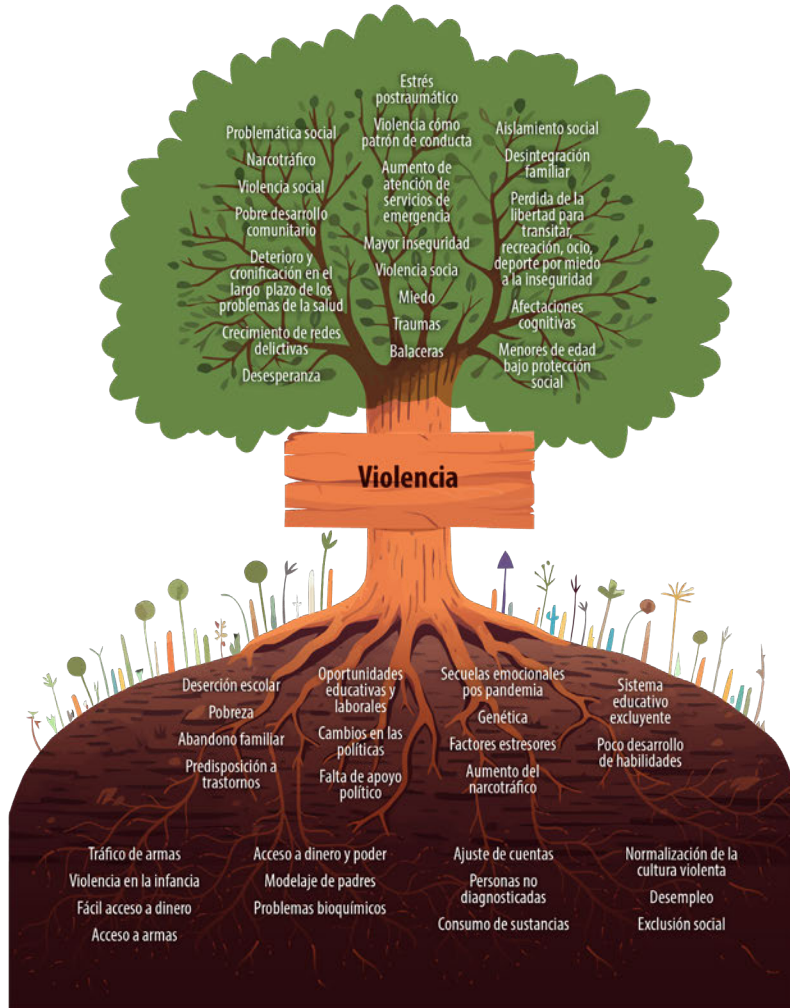 Problemática social
Narcotráfico
Violencia social
Pobre desarrollo
comunitario
Deterioro y
cronificación en el
largo plazo de los
problemas de la salud
Crecimiento de redes
delictivas
Desesperanza
Estrés
postraumático
Violencia cómo
patrón de conducta
Aumento de
atención de
servicios de
emergencia
Mayor inseguridad
Violencia socia
Miedo
Traumas
Balaceras
Aislamiento social
Desintegración
familiar
Perdida de la
libertad para
transitar,
recreación, ocio,
deporte por miedo
a la inseguridad
Afectaciones
cognitivas
Menores de edad
bajo protección
social
Violencia
Deserción escolar
Pobreza
Abandono familiar
Predisposición a
trastornos
Oportunidades
educativas y
laborales
Cambios en las
políticas
Falta de apoyo
político
Secuelas emocionales
pos pandemia
Genética
Factores estresores
Aumento del
narcotráfico
Sistema
educativo
excluyente
Poco desarrollo
de habilidades
Tráfico de armas
Violencia en la infancia
Fácil acceso a dinero
Acceso a armas
Acceso a dinero y poder
Modelaje de padres
Problemas bioquímicos
Ajuste de cuentas
Personas no
diagnosticadas
Consumo de sustancias
Normalización de la
cultura violenta
Desempleo
Exclusión social